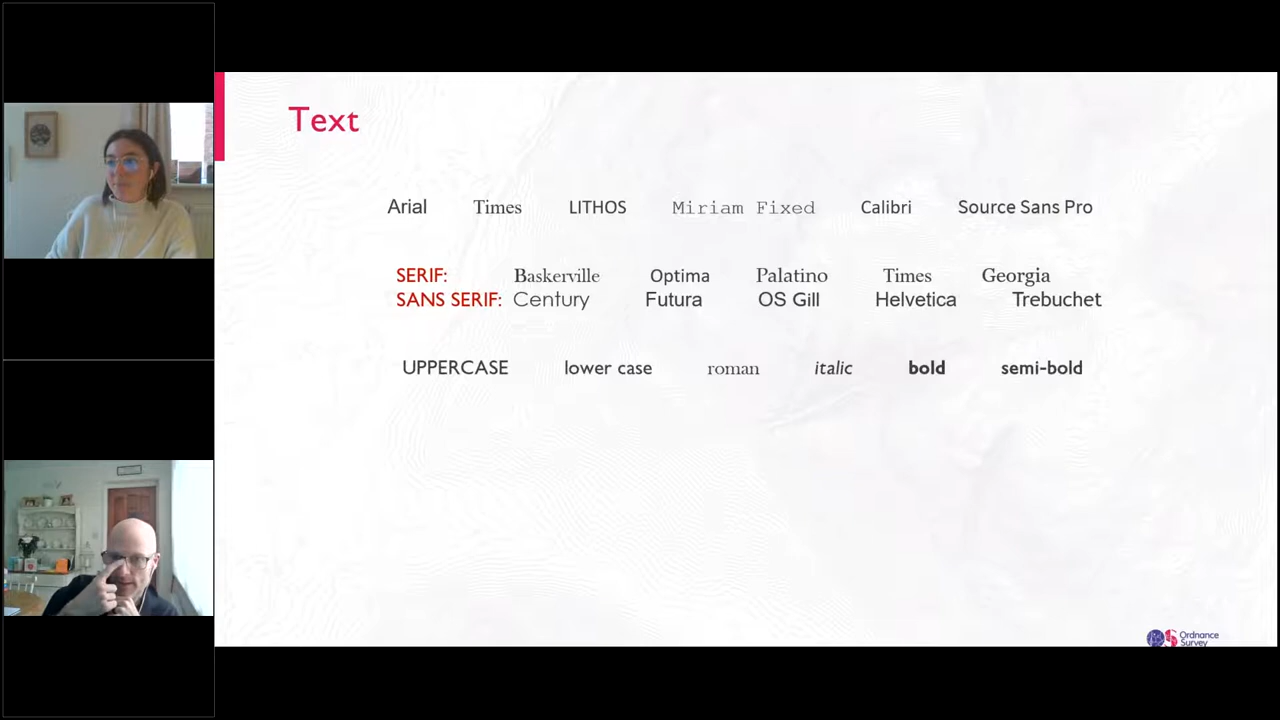 Text
Arial Times LITHOS Miriam Fixed Calibri Source Sans Pro
SERIF: Baskerville Optima Palatino Times Georgia
SANS SERIF: Century Futura OS Gill Helvetica Trebuchet
UPPERCASE lower case roman italic bold semi-bold
Ordnance
Survey